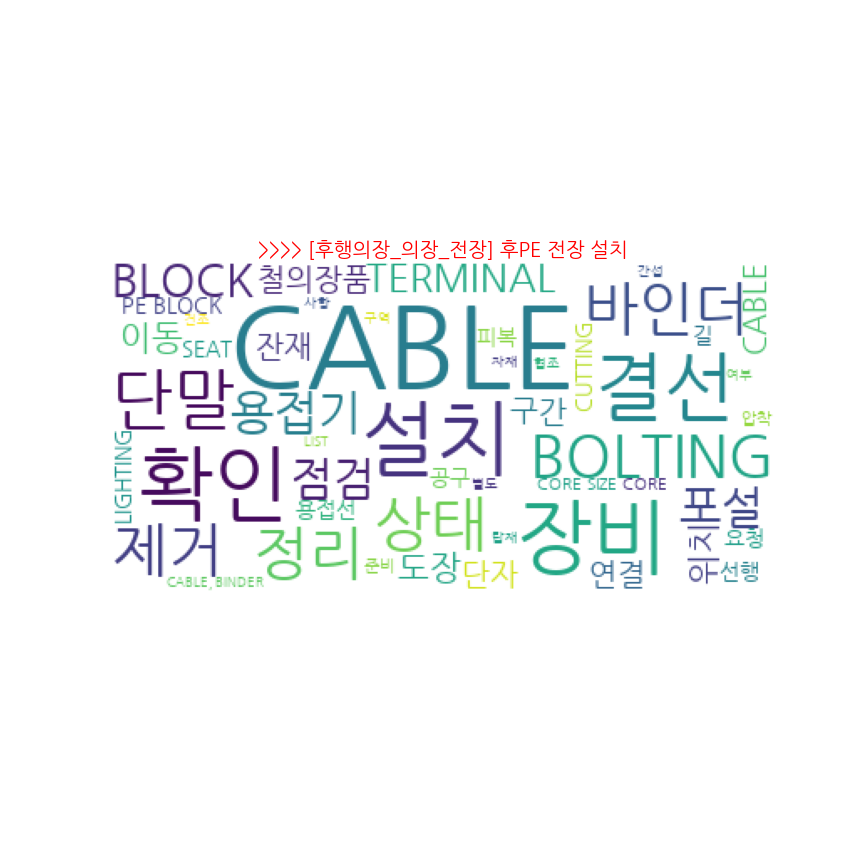 >>>> [후행의장_의장_전장] 후PE 전장 설치
BLOCK
철의장품
TERMINAL
간섭
CABLE
PE BLOCK
사항
바인더
이동
구역
SEAT
잔재
CABLE
피복
CUTTING
길
자재
협조
여부
단말
용접기
설치
구간
결선
압착
LIGHTING
LIST
확인
점검
공구
별도
BOLTING
CORE SIZE
CORE
용접선
상태
탑재
장비
포설
위치
요청
제거
정리
준비
도장
단자
연결
선행
CABLE, BINDER